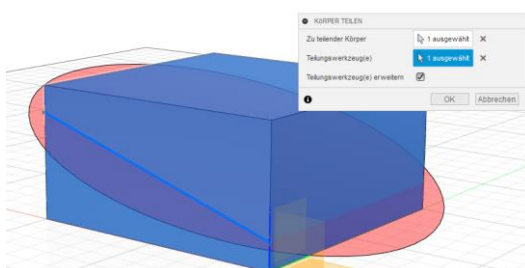 KÖRPER TEILEN
Zu teilender Körper 1 ausgewählt
Teilungswerkzeug(e) 1 ausgewählt
Teilungswerkzeug(e) erweitern
OK Abbrechen